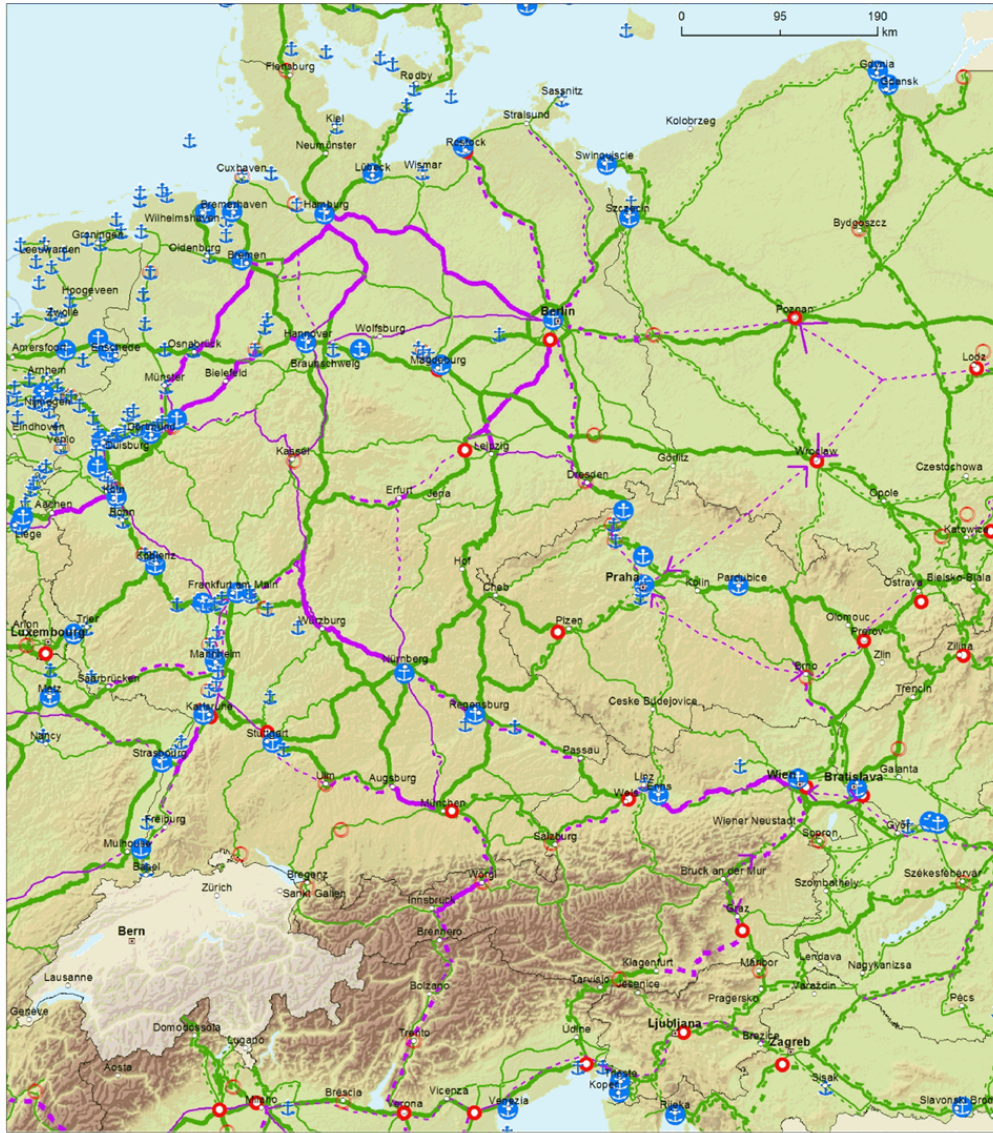 0 95 190
km
Flensburg
Rødby
Sassnitz
Gdynia
Gdansk
Kiel
Stralsund
Kolobrzeg
Neumünster
Rostock
Cuxhaven
Lübeck
Wismar
Swinoujscie
Bremerhaven
Hamburg
Szczecin
Wilhelmshaven
Bydgoszcz
Groningen
Leeuwarden
Oldenburg
Bremen
Hoogeveen
Zwolle
Berlin
Poznan
Hannover
Wolfsburg
Amersfoort
Enschede
Osnabrück
Braunschweig
Magdeburg
Lodz
Arnhem
Bielefeld
Münster
Nijmegen
Eindhoven
Dortmund
Venlo
Duisburg
Kassel
Leipzig
Görlitz
Wroclaw
Czestochowa
Dresden
Köln
Erfurt
Jena
Aachen
Bonn
Opole
Liège
Katowice
Koblenz
Hof
Praha
Kolin
Pardubice
Ostrava
Bielsko-Biala
Frankfurt am Main
Cheb
Arlon
Trier
Luxembourg
Würzburg
Plzen
Olomouc
Prerov
Zilina
Zlin
Mannheim
Nürnberg
Brno
Saarbrücken
Metz
Trencin
Karlsruhe
Regensburg
Ceske Budejovice
Nancy
Stuttgart
Strasbourg
Passau
Galanta
Ulm
Augsburg
Linz
Wien
Bratislava
Wels
Enns
München
Freiburg
Wiener Neustadt
Györ
Sopron
Salzburg
Mulhouse
Basel
Bregenz
Wörgl
Bruck an der Mur
Székesfehérvár
Zürich
Sankt Gallen
Szombathely
Innsbruck
Bern
Graz
Brennero
Klagenfurt
Maribor
Lendava
Nagykanizsa
Lausanne
Bolzano
Tarvisio
Jesenice
Varaždin
Genève
Pragersko
Pécs
Domodossola
Ljubljana
Trento
Udine
Brezice
Zagreb
Lugano
Aosta
Trieste
Koper
Sisak
Milano
Brescia
Vicenza
Verona
Venezia
Rijeka
Slavonski Brod